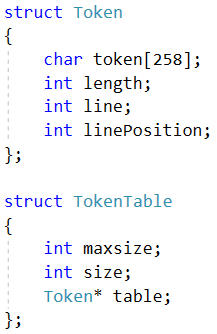 struct Token
{
    char token[258];
    int length;
    int line;
    int linePosition;
};

struct TokenTable
{
    int maxsize;
    int size;
    Token* table;
};